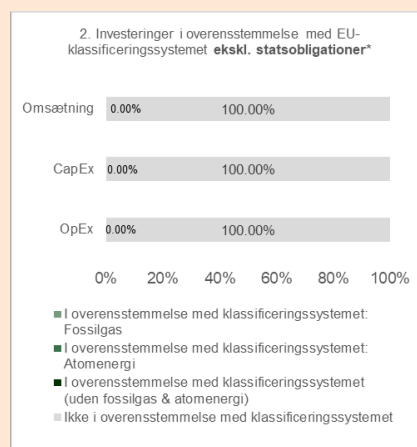 2. Investeringer i overensstemmelse med EU-
klassificeringssystemet ekskl. statsobligationer*
Omsætning 0.00% 100.00%
CapEx 0.00% 100.00%
OpEx 0.00% 100.00%
0% 20% 40% 60% 80% 100%
I overensstemmelse med klassificeringssystemet:
Fossilgas
I overensstemmelse med klassificeringssystemet:
Atomenergi
I overensstemmelse med klassificeringssystemet
(uden fossilgas & atomenergi)
Ikke i overensstemmelse med klassificeringssystemet